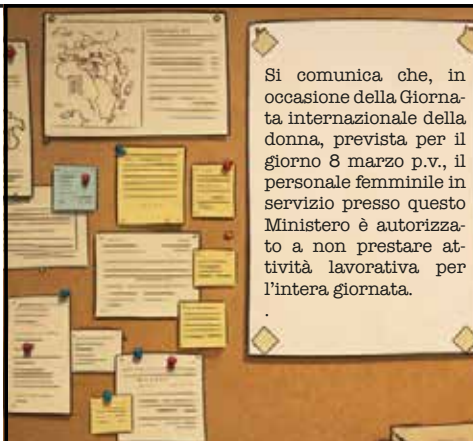 Si comunica che, in
occasione della Giorna-
ta internazionale della
donna, prevista per il
giorno 8 marzo p.v., il
personale femminile in
servizio presso questo
Ministero è autorizza-
to a non prestare at-
tività lavorativa per
l'intera giornata.
.